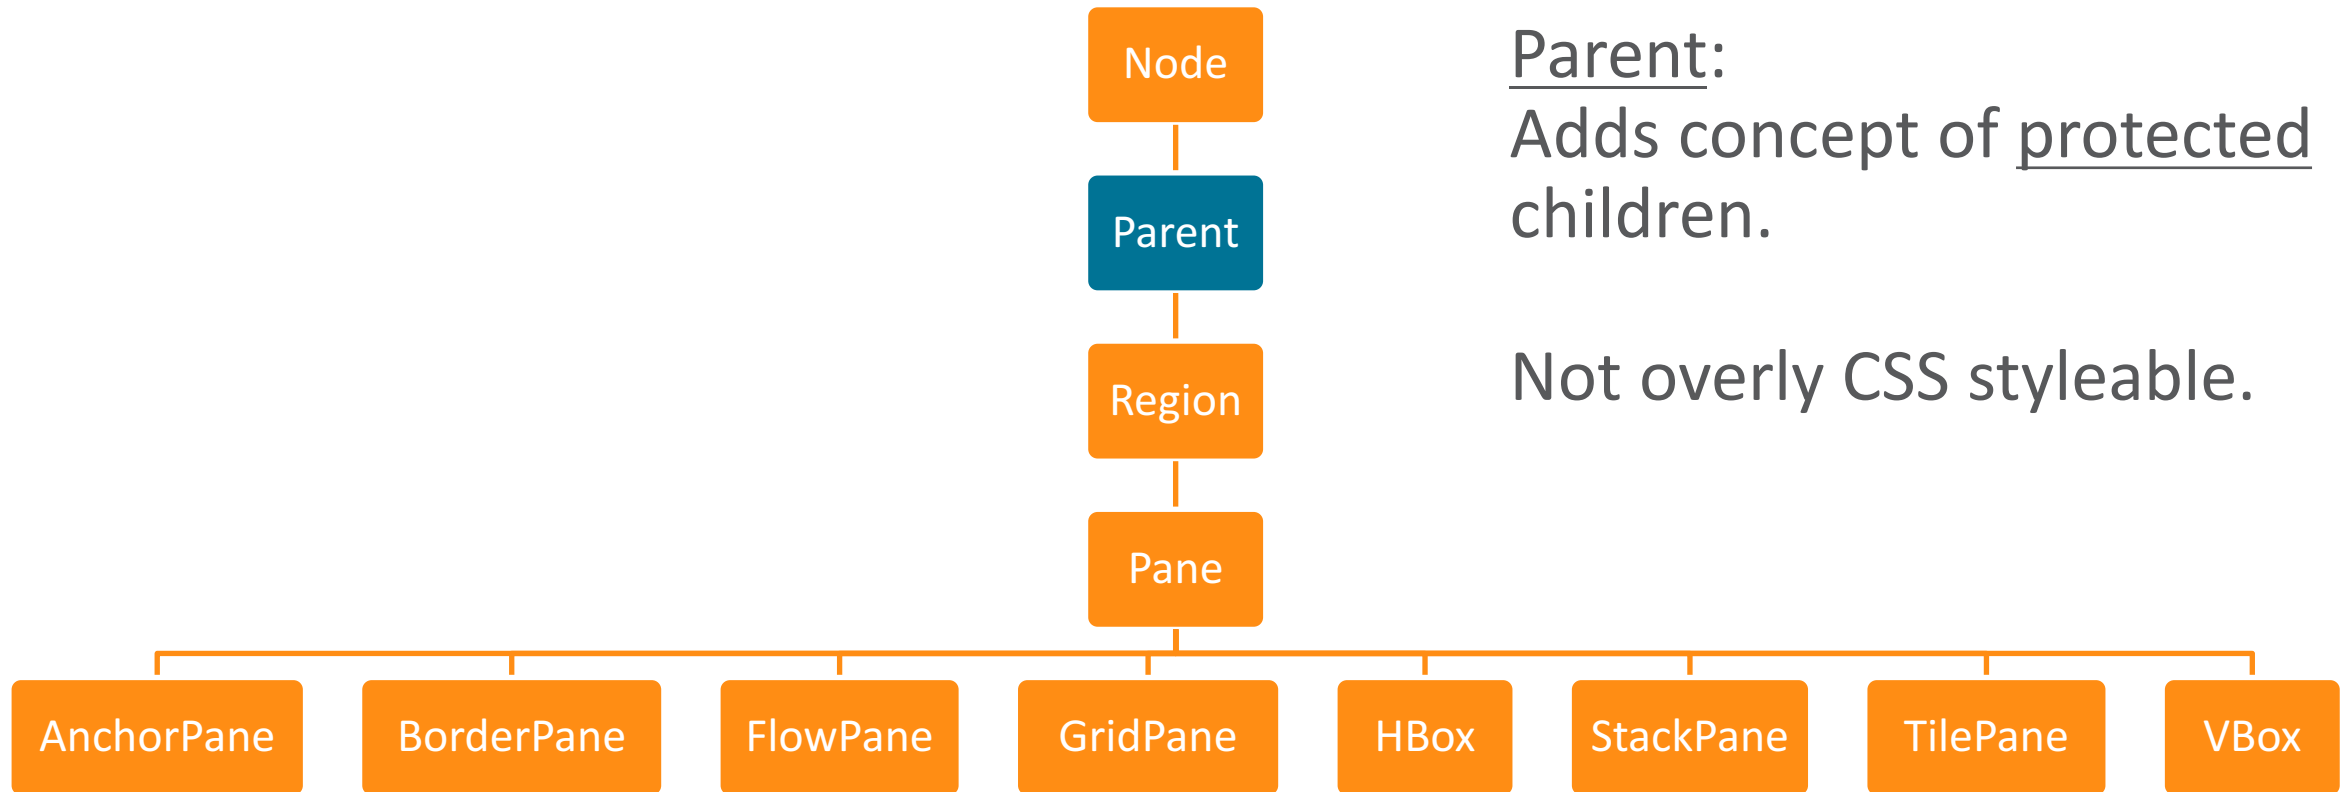 Node
Parent:
Adds concept of protected
children.
Parent
Not overly CSS styleable.
Region
Pane
AnchorPane BorderPane FlowPane GridPane HBox StackPane TilePane VBox